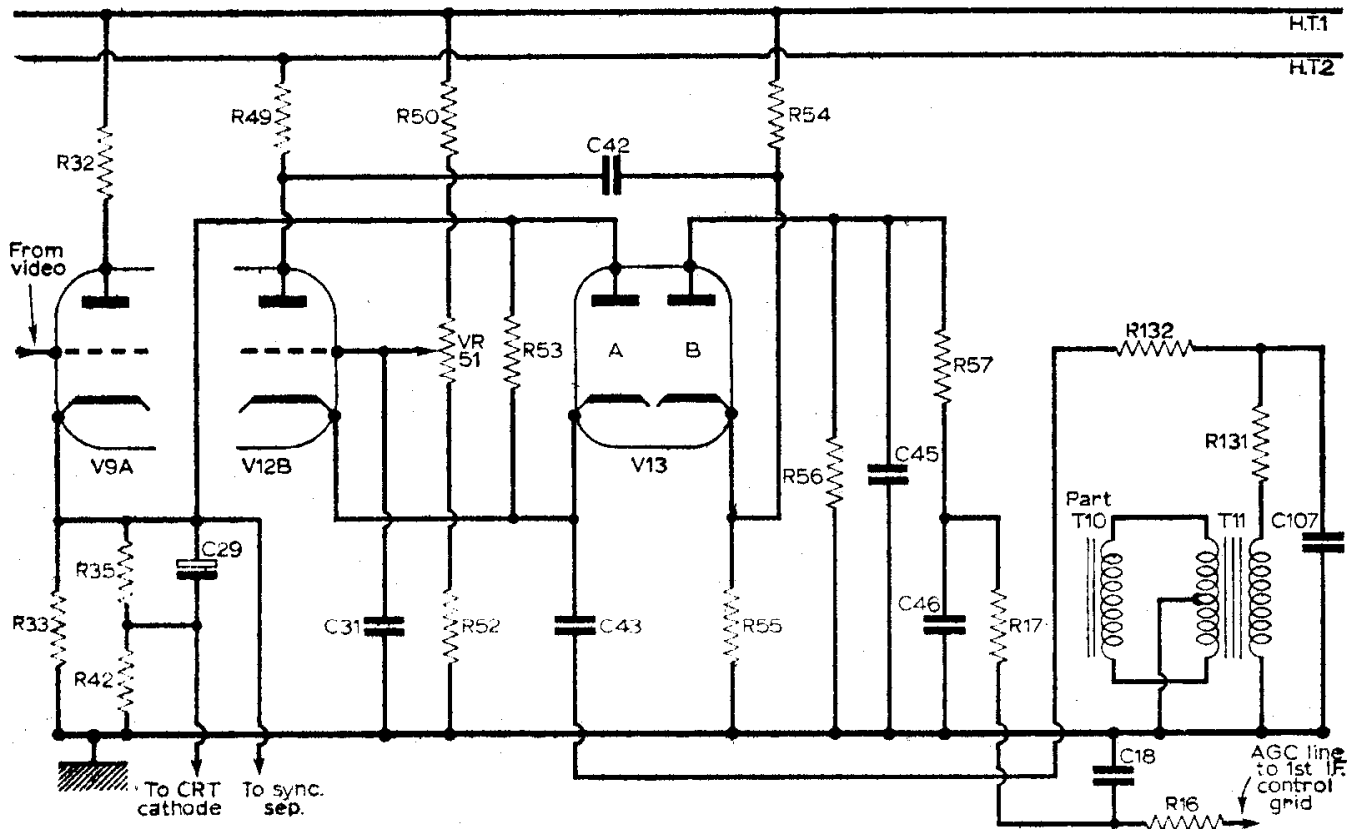 H.T.1
H.T.2
R49
R50
R54
R32
C42
From
video
VR
51
R53
A
B
R57
R132
R131
V9A
V12B
V13
R56
C45
Part
T10
T11
C107
R35
C29
R33
R42
C31
R52
C43
R55
C46
R17
To CRT
cathode
To sync.
sep.
C18
R16
AGC line
to 1st I.F.
control
grid